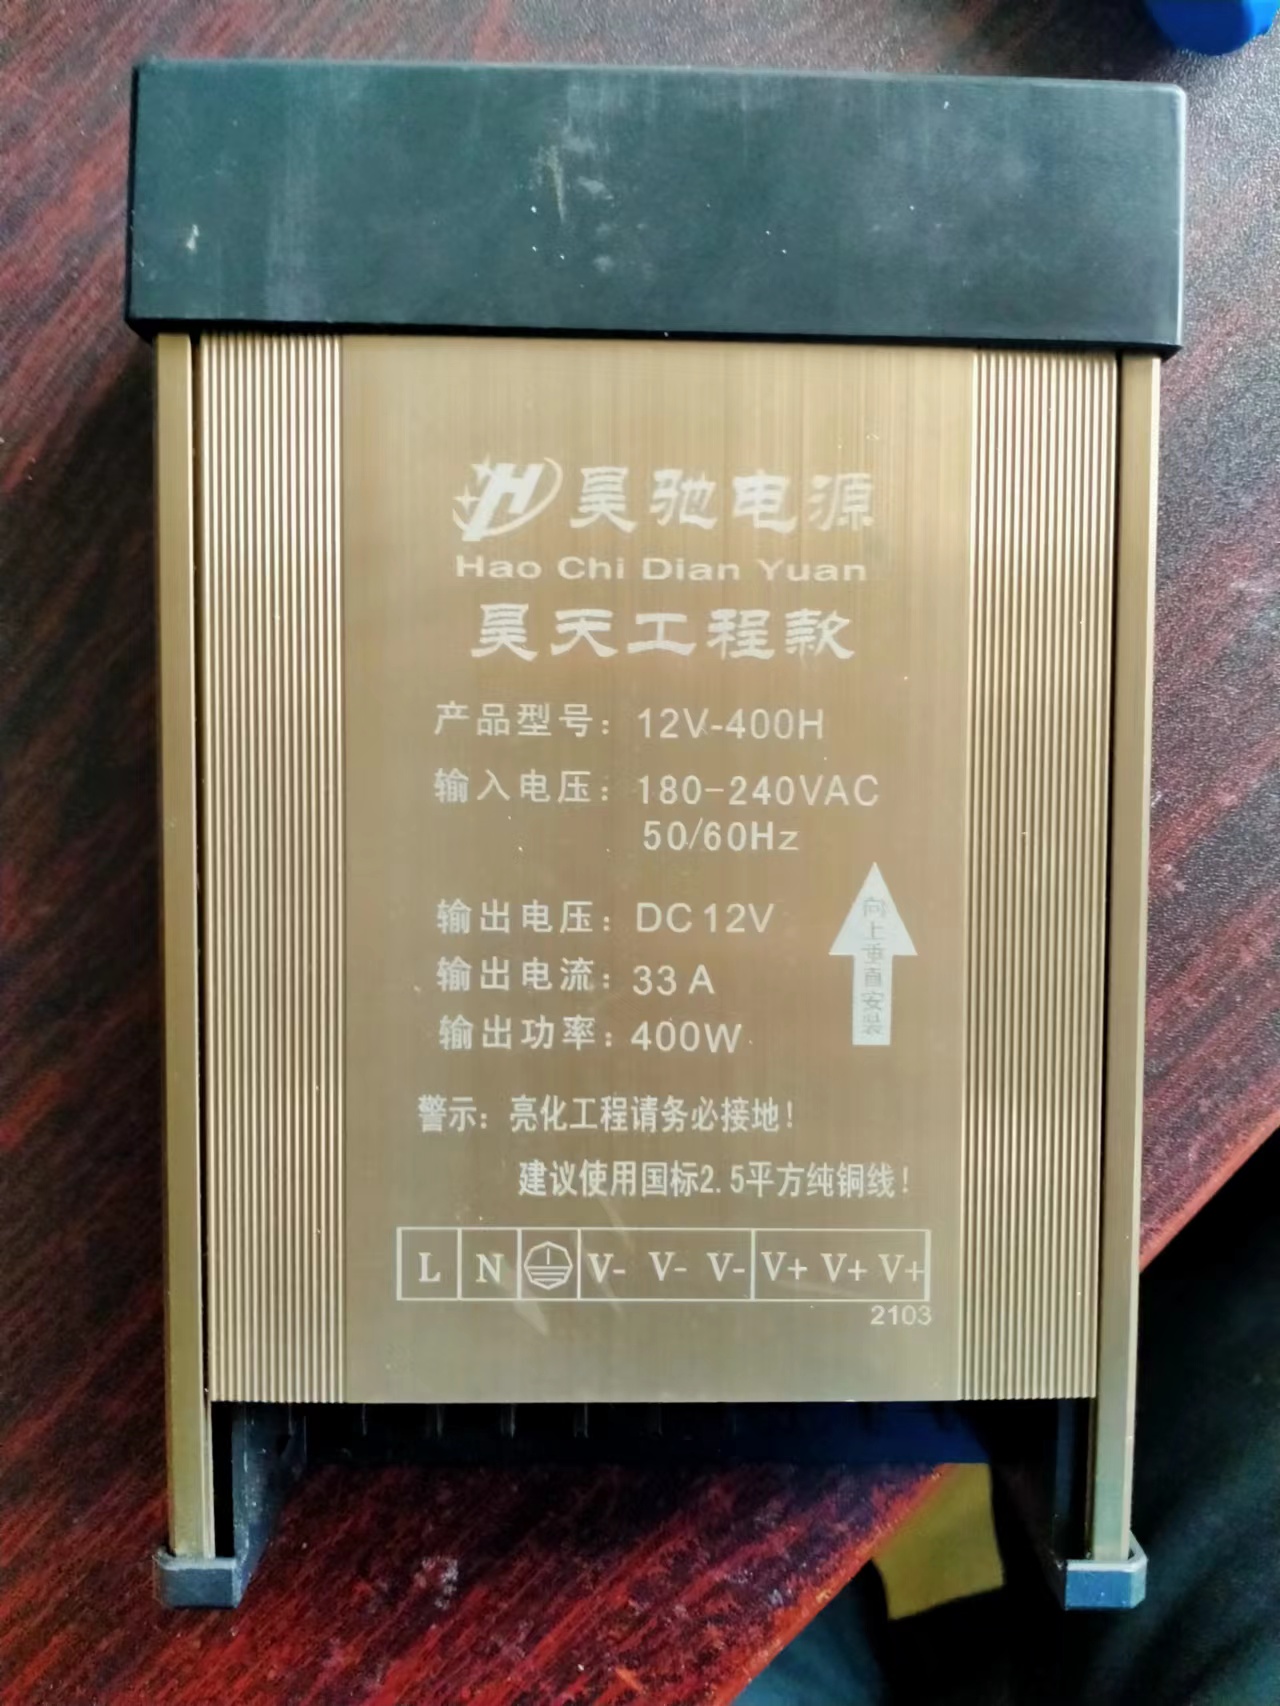 H 昊驰电源
Hao Chi Dian Yuan
昊天工程款
产品型号：12V-400H
输入电压：180-240VAC
50/60Hz
输出电压：DC12V
输出电流：33A
输出功率：400W
向上垂直安装
警示：亮化工程请务必接地！
建议使用国标2.5平方纯铜线！
L N V- V- V- V+ V+ V+
2103